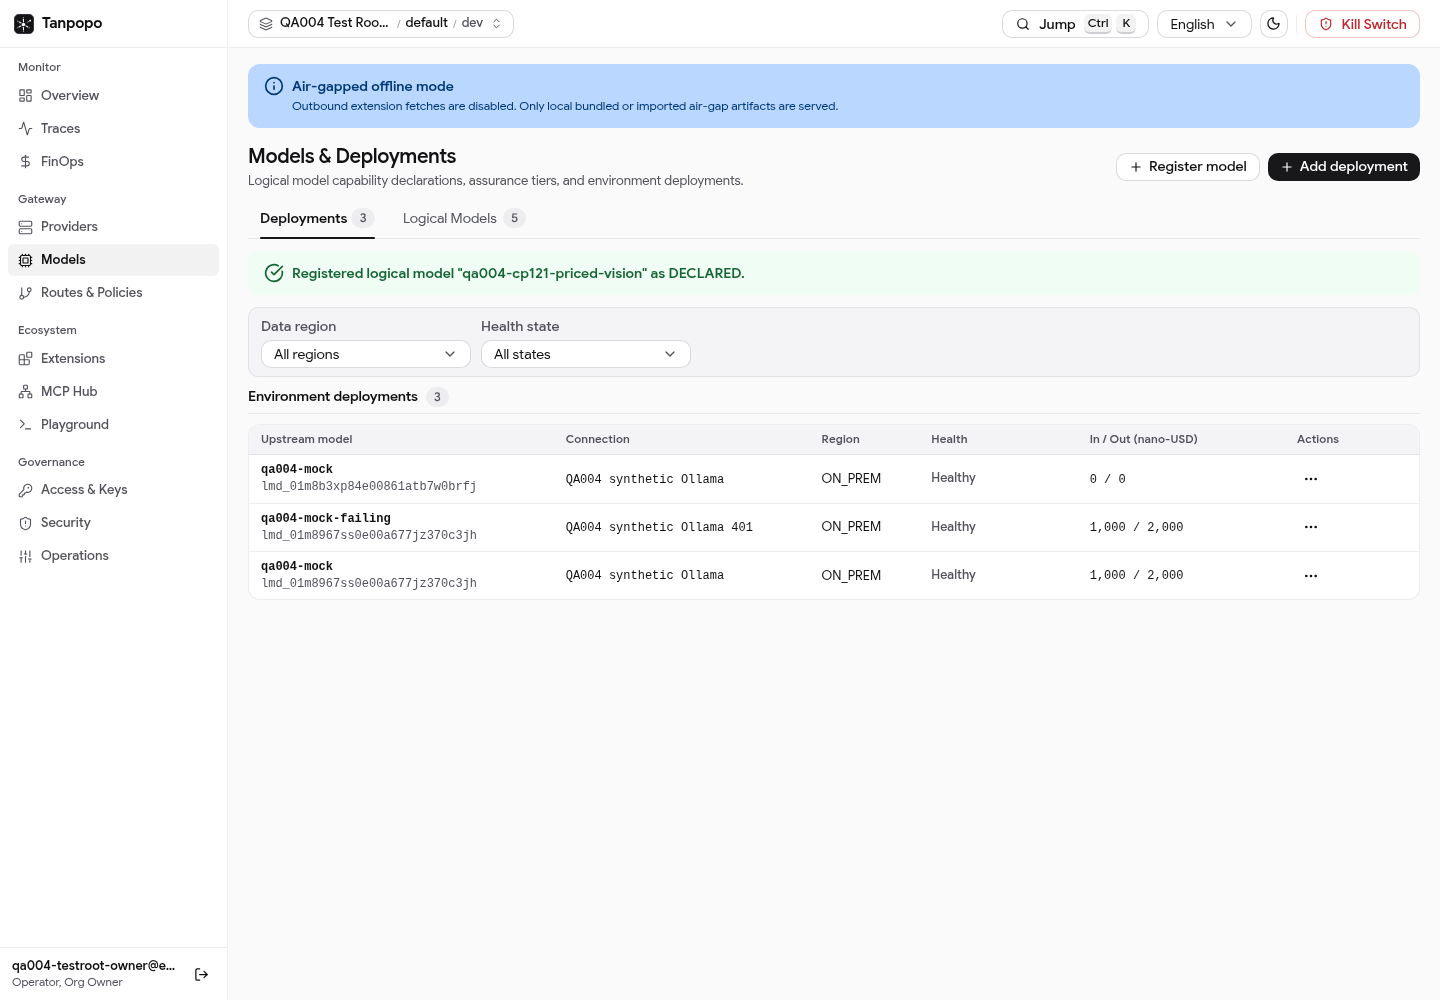 Tanpopo
QA004 Test Roo... / default / dev
Jump Ctrl K
English
Kill Switch
Monitor
Overview
Traces
FinOps
Gateway
Providers
Models
Routes & Policies
Ecosystem
Extensions
MCP Hub
Playground
Governance
Access & Keys
Security
Operations
qa004-testroot-owner@e...
Operator, Org Owner
Air-gapped offline mode
Outbound extension fetches are disabled. Only local bundled or imported air-gap artifacts are served.
Models & Deployments
Logical model capability declarations, assurance tiers, and environment deployments.
Register model
Add deployment
Deployments 3
Logical Models 5
Registered logical model "qa004-cp121-priced-vision" as DECLARED.
Data region
All regions
Health state
All states
Environment deployments 3
Upstream model Connection Region Health In / Out (nano-USD) Actions
qa004-mock
lmd_01m8b3xp84e00861atb7w0brfj
QA004 synthetic Ollama ON_PREM Healthy 0 / 0
qa004-mock-failing
lmd_01m8967ss0e00a677jz370c3jh
QA004 synthetic Ollama 401 ON_PREM Healthy 1,000 / 2,000
qa004-mock
lmd_01m8967ss0e00a677jz370c3jh
QA004 synthetic Ollama ON_PREM Healthy 1,000 / 2,000